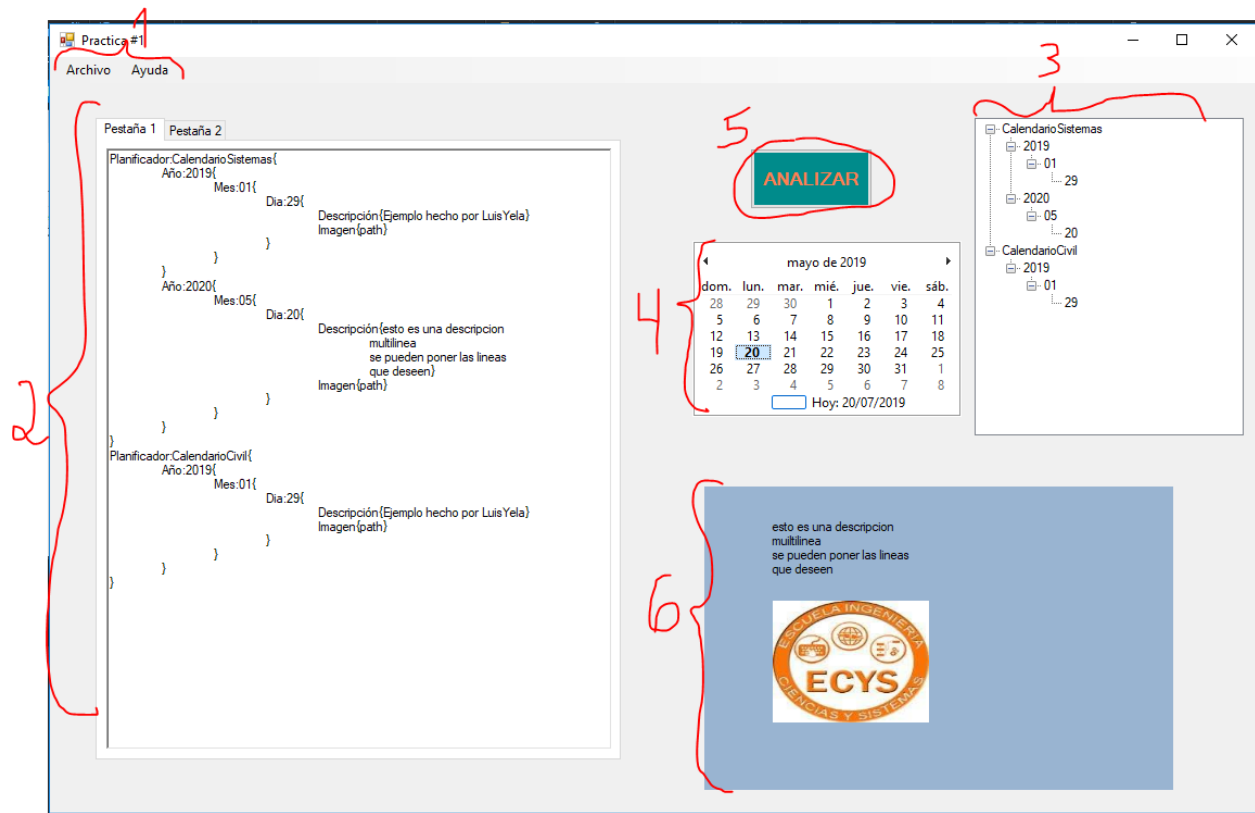 1
Practica #1
Archivo Ayuda
2
Pestaña 1 Pestaña 2
Planificador:CalendarioSistemas{
Año:2019{
Mes:01{
Dia:29{
Descripción{Ejemplo hecho por LuisYela}
Imagen{path}
}
}
}
Año:2020{
Mes:05{
Dia:20{
Descripción{esto es una descripcion
multilinea
se pueden poner las lineas
que deseen}
Imagen{path}
}
}
}
}
Planificador:CalendarioCivil{
Año:2019{
Mes:01{
Dia:29{
Descripción{Ejemplo hecho por LuisYela}
Imagen{path}
}
}
}
}
5
ANALIZAR
4
mayo de 2019
dom. lun. mar. mié. jue. vie. sáb.
28 29 30 1 2 3 4
5 6 7 8 9 10 11
12 13 14 15 16 17 18
19 20 21 22 23 24 25
26 27 28 29 30 31 1
2 3 4 5 6 7 8
Hoy: 20/07/2019
3
CalendarioSistemas
2019
01
29
2020
05
20
CalendarioCivil
2019
01
29
6
esto es una descripcion
multilinea
se pueden poner las lineas
que deseen
ESCUELA INGENIERIA
ECYS
CIENCIAS Y SISTEMAS